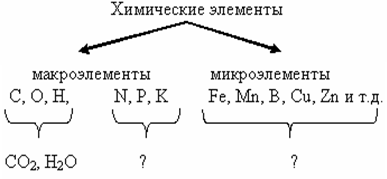 Химические элементы
макроэлементы микроэлементы
C, O, H, N, P, K Fe, Mn, B, Cu, Zn и т.д.
CO₂, H₂O ? ?